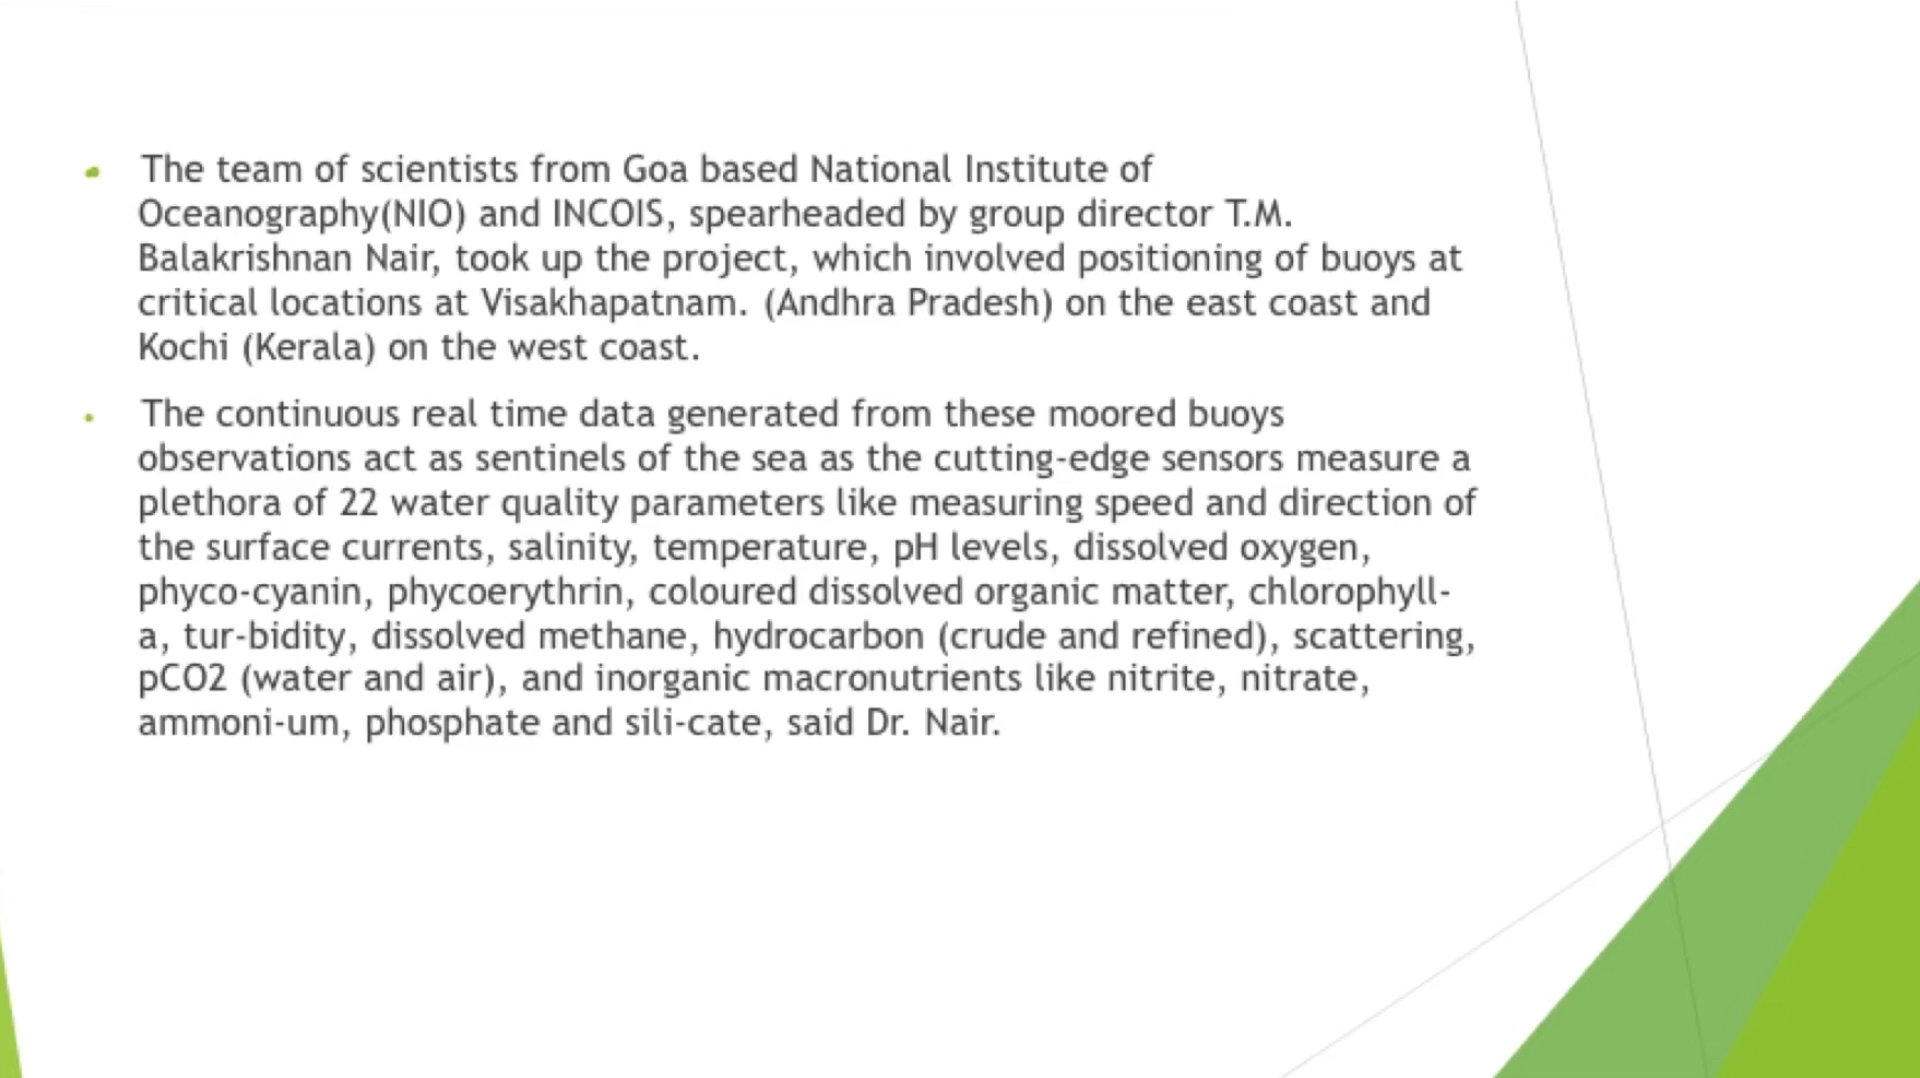 The team of scientists from Goa based National Institute of
Oceanography(NIO) and INCOIS, spearheaded by group director T.M.
Balakrishnan Nair, took up the project, which involved positioning of buoys at
critical locations at Visakhapatnam. (Andhra Pradesh) on the east coast and
Kochi (Kerala) on the west coast.
The continuous real time data generated from these moored buoys
observations act as sentinels of the sea as the cutting-edge sensors measure a
plethora of 22 water quality parameters like measuring speed and direction of
the surface currents, salinity, temperature, pH levels, dissolved oxygen,
phyco-cyanin, phycoerythrin, coloured dissolved organic matter, chlorophyll-
a, tur-bidity, dissolved methane, hydrocarbon (crude and refined), scattering,
pCO2 (water and air), and inorganic macronutrients like nitrite, nitrate,
ammoni-um, phosphate and sili-cate, said Dr. Nair.